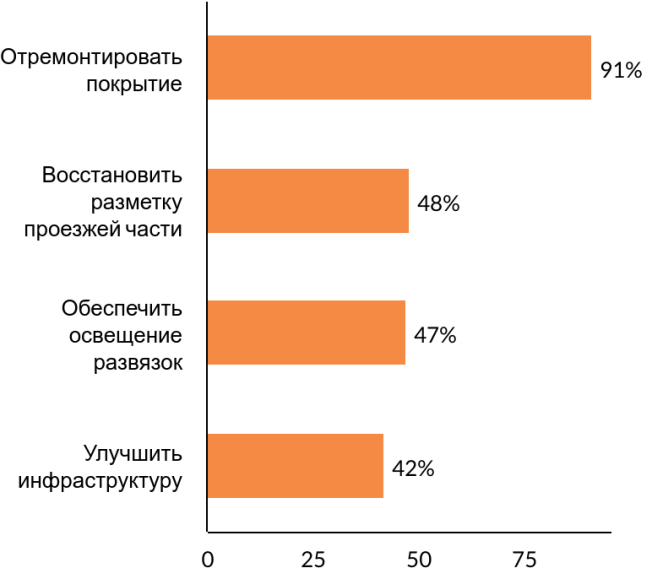 Отремонтировать
покрытие
91%
Восстановить
разметку
проезжей части
48%
Обеспечить
освещение
развязок
47%
Улучшить
инфраструктуру
42%
0 25 50 75